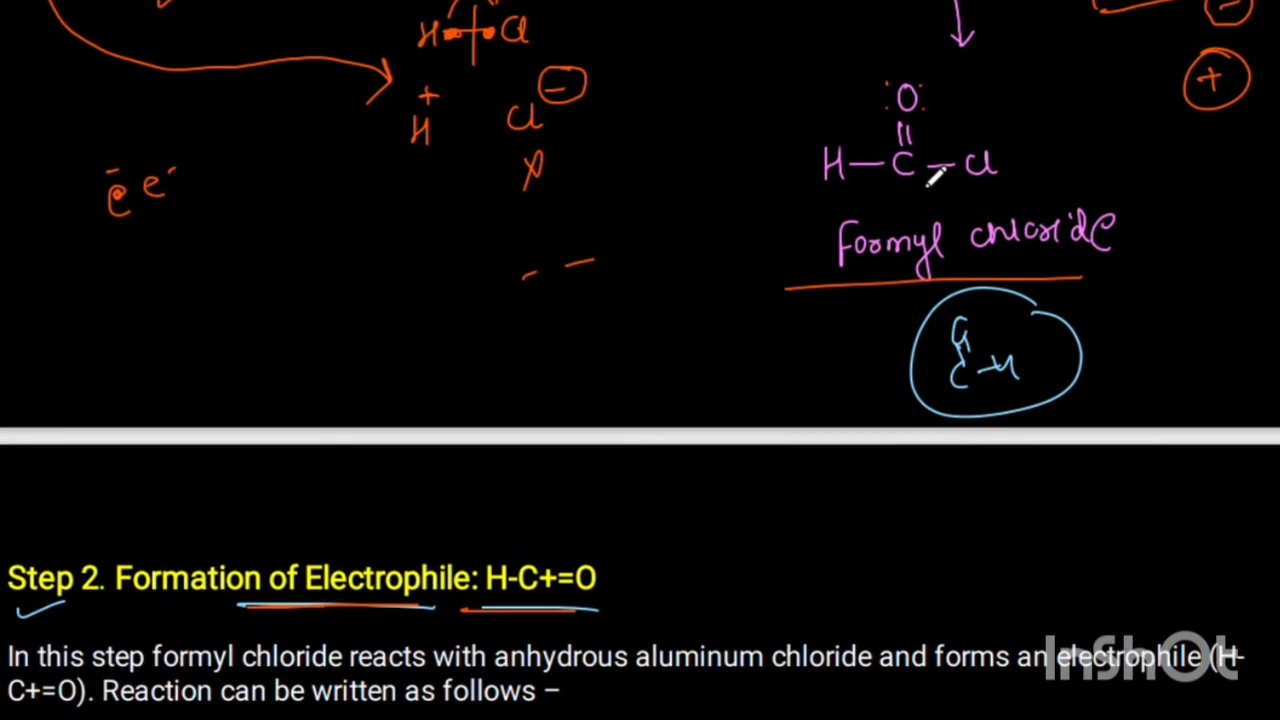 H Cl
−
+
H Cl
ē e⁻
−
+
:O:
||
H—C—Cl
Formyl chloride
C-H
Step 2. Formation of Electrophile: H-C+=O
In this step formyl chloride reacts with anhydrous aluminum chloride and forms an electrophile (H-
C+=O). Reaction can be written as follows –
InShOt